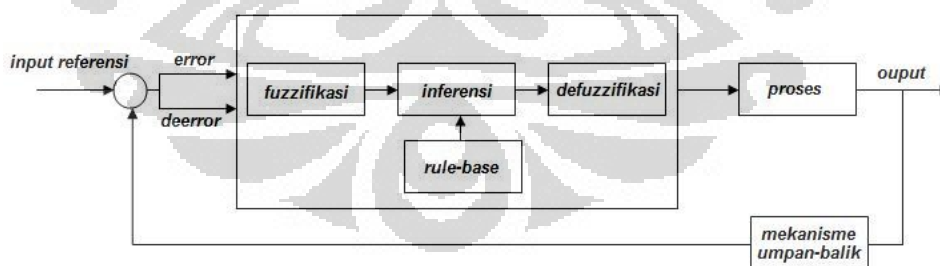 input referensi
error
deerror
fuzzifikasi
inferensi
defuzzifikasi
rule-base
proses
ouput
mekanisme
umpan-balik